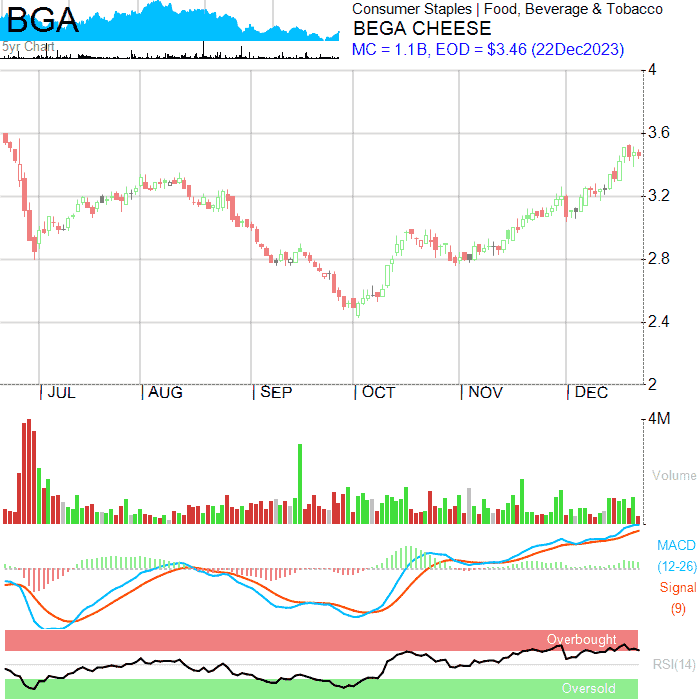 BGA
5yr Chart
Consumer Staples | Food, Beverage & Tobacco
BEGA CHEESE
MC = 1.1B, EOD = $3.46 (22Dec2023)
4
3.6
3.2
2.8
2.4
2
JUL AUG SEP OCT NOV DEC
4M
Volume
MACD
(12-26)
Signal
(9)
Overbought
RSI(14)
Oversold